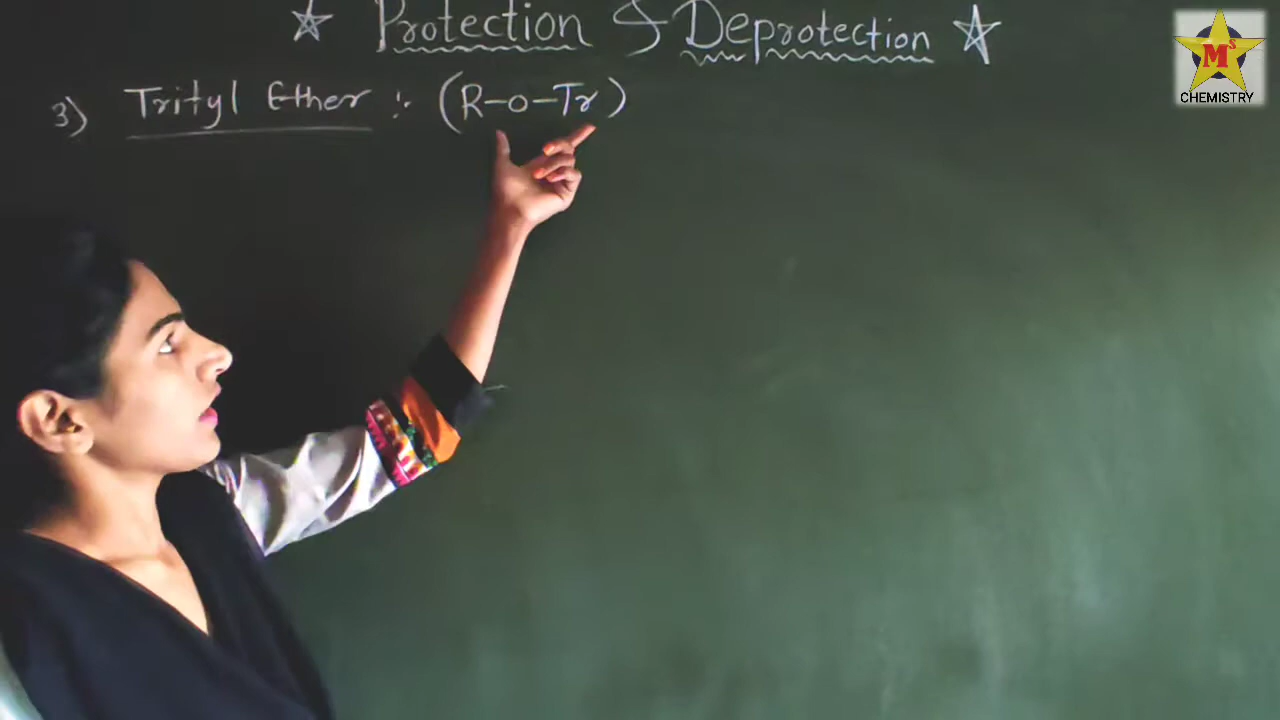 ☆ Protection & Deprotection ☆
3) Trityl Ether :- (R-O-Tr)
M's
CHEMISTRY